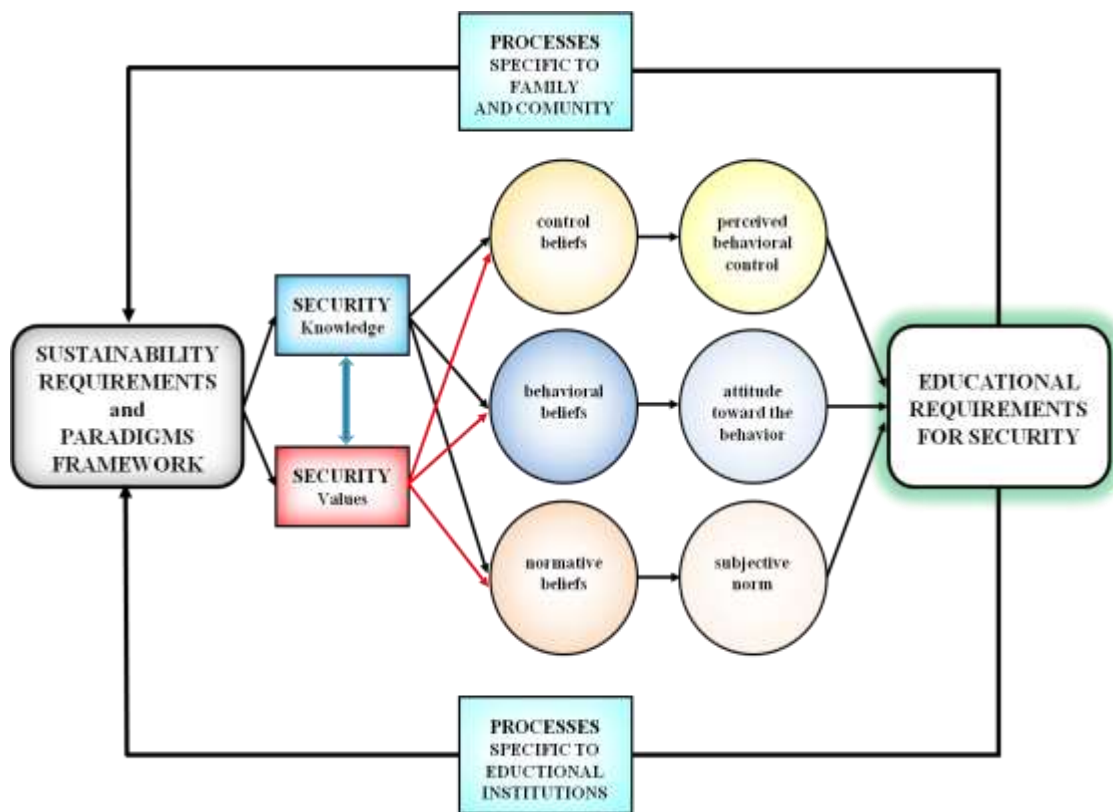 PROCESSES
SPECIFIC TO
FAMILY
AND COMUNITY
control
beliefs
perceived
behavioral
control
SECURITY
Knowledge
SUSTAINABILITY
REQUIREMENTS
and
PARADIGMS
FRAMEWORK
behavioral
beliefs
attitude
toward the
behavior
EDUCATIONAL
REQUIREMENTS
FOR SECURITY
SECURITY
Values
normative
beliefs
subjective
norm
PROCESSES
SPECIFIC TO
EDUCTIONAL
INSTITUTIONS